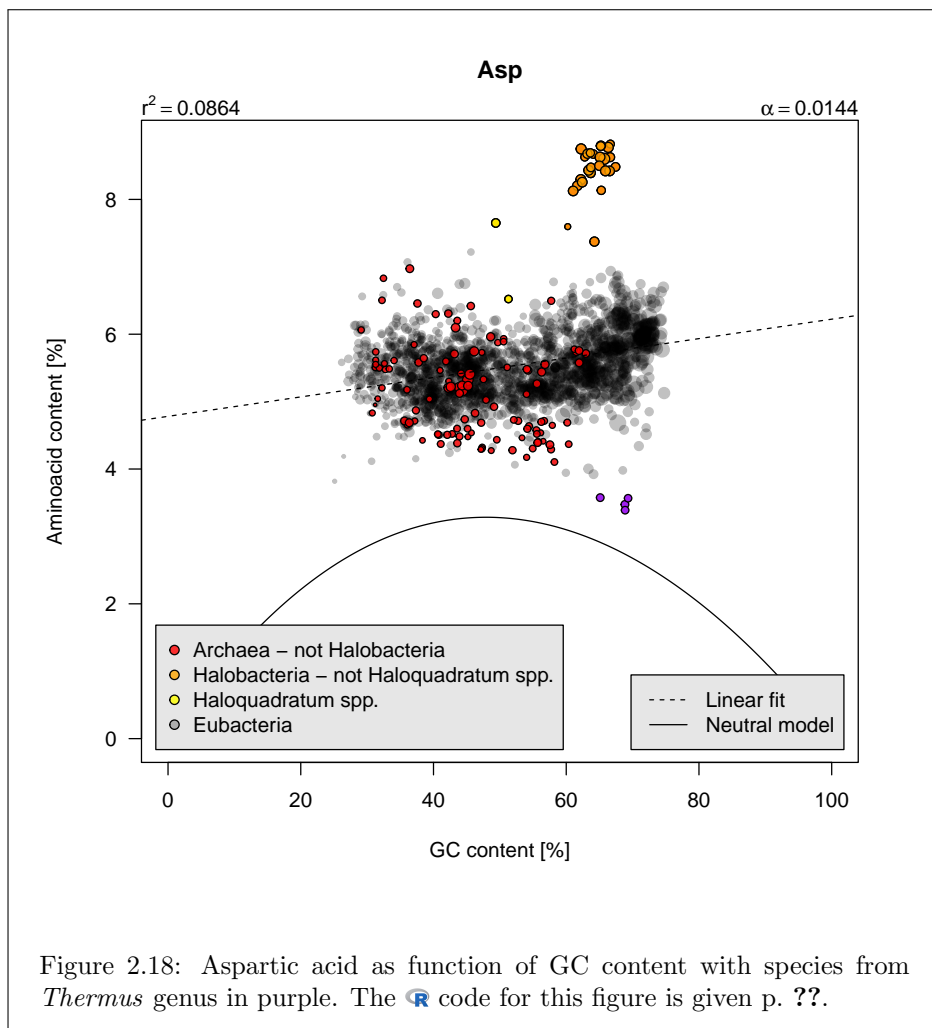 Asp
r² = 0.0864
α = 0.0144
Aminoacid content [%]
8
6
4
2
0
Archaea − not Halobacteria
Halobacteria − not Haloquadratum spp.
Haloquadratum spp.
Eubacteria
Linear fit
Neutral model
0 20 40 60 80 100
GC content [%]
Figure 2.18: Aspartic acid as function of GC content with species from
Thermus genus in purple. The R code for this figure is given p. ??.